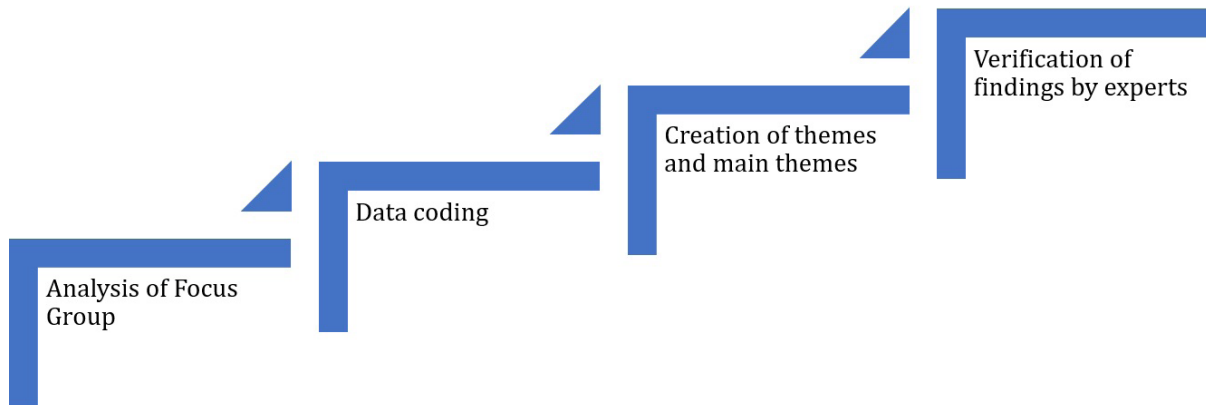 Analysis of Focus
Group
Data coding
Creation of themes
and main themes
Verification of
findings by experts